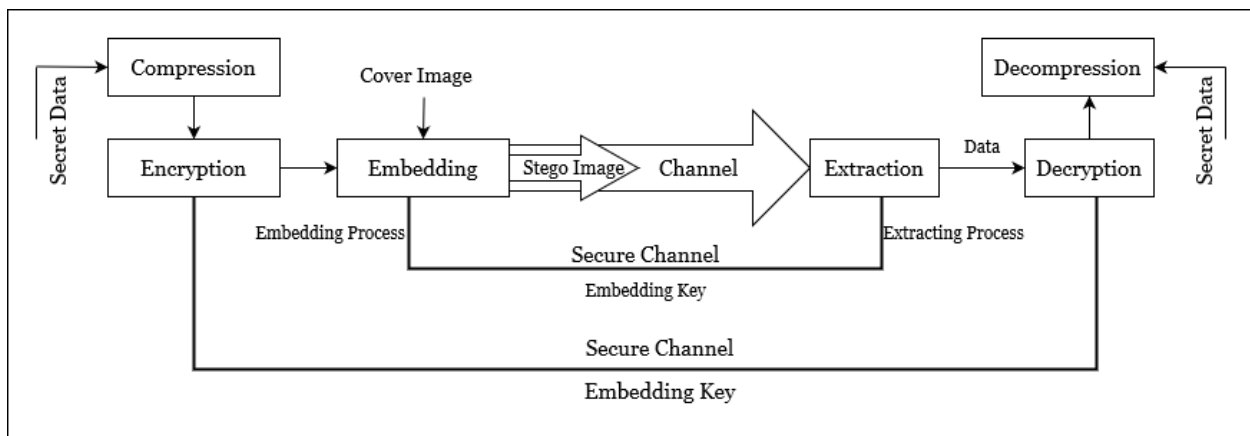 Compression
Decompression
Cover Image
Secret Data
Secret Data
Encryption
Embedding
Stego Image
Channel
Extraction
Data
Decryption
Embedding Process
Extracting Process
Secure Channel
Embedding Key
Secure Channel
Embedding Key